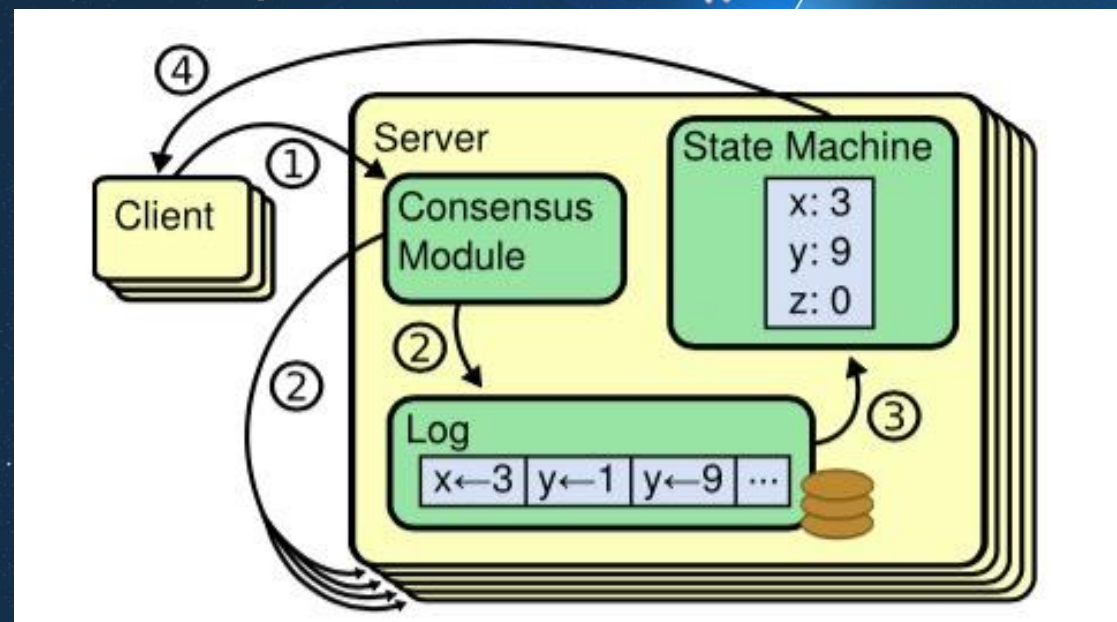 ④
①
Server
State Machine
Client
Consensus
Module
x: 3
y: 9
z: 0
②
②
③
Log
x←3 y←1 y←9 ...